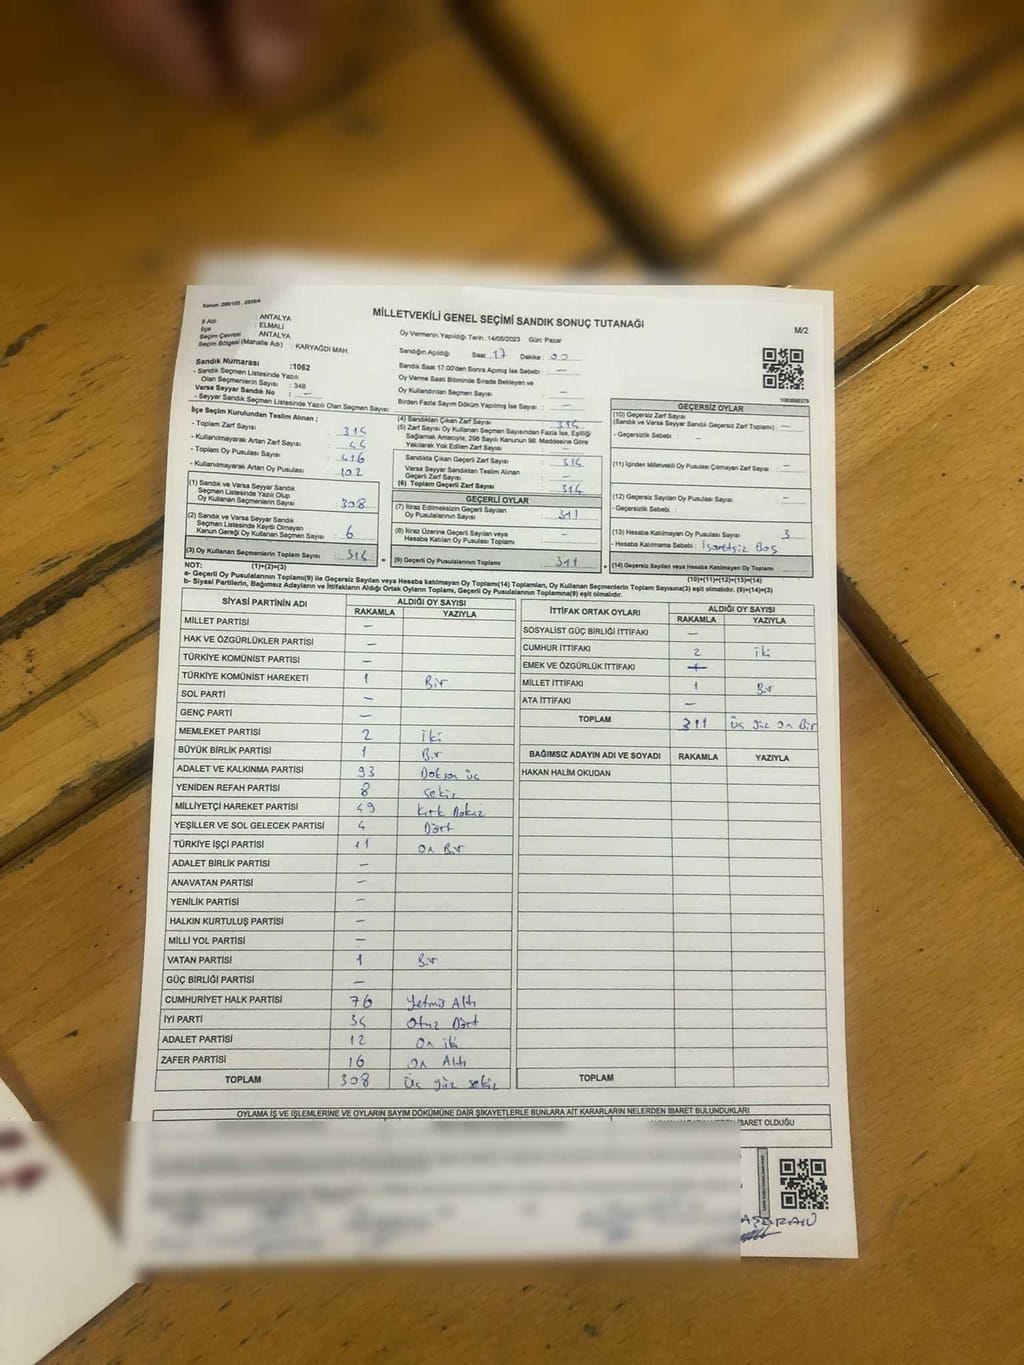 Kanun: 298/105 , 2839/4
MİLLETVEKİLİ GENEL SEÇİMİ SANDIK SONUÇ TUTANAĞI
M/2
İl Adı : ANTALYA
İlçe : ELMALI
Seçim Çevresi : ANTALYA
Seçim Bölgesi (Mahalle Adı) : KARYAĞDI MAH.
Sandık Numarası :1062
- Sandık Seçmen Listesinde Yazılı
Olan Seçmenlerin Sayısı : 348
Varsa Seyyar Sandık No : —
- Seyyar Sandık Seçmen Listesinde Yazılı Olan Seçmen Sayısı:
Oy Vermenin Yapıldığı Tarih : 14/05/2023 Gün: Pazar
Sandığın Açıldığı Saat : 17 Dakika : 00
Sandık Saat 17:00'den Sonra Açılmış İse Sebebi : —
Oy Verme Saati Bitiminde Sırada Bekleyen ve
Oy Kullandırılan Seçmen Sayısı : —
Birden Fazla Sayım Döküm Yapılmış İse Sayısı : —
İlçe Seçim Kurulundan Teslim Alınan ;
- Toplam Zarf Sayısı :
- Kullanılmayarak Artan Zarf Sayısı :
- Toplam Oy Pusulası Sayısı : 416
- Kullanılmayarak Artan Oy Pusulası : 102
(1) Sandık ve Varsa Seyyar Sandık
Seçmen Listesinde Yazılı Olup
Oy Kullanan Seçmenlerin Sayısı : 308
(2) Sandık ve Varsa Seyyar Sandık
Seçmen Listesinde Kayıtlı Olmayan
Kanun Gereği Oy Kullanan Seçmen Sayısı : 6
(3) Oy Kullanan Seçmenlerin Toplam Sayısı : 314
(4) Sandıktan Çıkan Zarf Sayısı : 314
(5) Zarf Sayısı Oy Kullanan Seçmen Sayısından Fazla İse, Eşitliği
Sağlamak Amacıyla; 298 Sayılı Kanunun 98. Maddesine Göre
Yakılarak Yok Edilen Zarf Sayısı : —
Sandıkta Çıkan Geçerli Zarf Sayısı : 314
Varsa Seyyar Sandıktan Teslim Alınan
Geçerli Zarf Sayısı : —
(6) Toplam Geçerli Zarf Sayısı : 314
GEÇERLİ OYLAR
(7) İtiraz Edilmeksizin Geçerli Sayılan
Oy Pusulalarının Sayısı : 311
(8) İtiraz Üzerine Geçerli Sayılan veya
Hesaba Katılan Oy Pusulası Toplamı : —
(9) Geçerli Oy Pusulalarının Toplamı : 311
GEÇERSİZ OYLAR
(10) Geçersiz Zarf Sayısı
(Sandık ve Varsa Seyyar Sandık Geçersiz Zarf Toplamı) : —
- Geçersizlik Sebebi : -
(11) İçinden Milletvekili Oy Pusulası Çıkmayan Zarf Sayısı : —
(12) Geçersiz Sayılan Oy Pusulası Sayısı : —
- Geçersizlik Sebebi :
(13) Hesaba Katılmayan Oy Pusulası Sayısı : 3
- Hesaba Katılmama Sebebi : İşaretsiz Boş
(14) Geçersiz Sayılan veya Hesaba Katılmayan Oy Toplamı :
NOT: (1)+(2)=(3) (10)+(11)+(12)+(13)=(14)
a- Geçerli Oy Pusulalarının Toplamı(9) ile Geçersiz Sayılan veya Hesaba katılmayan Oy Toplamı(14) Toplamları, Oy Kullanan Seçmenlerin Toplam Sayısına(3) eşit olmalıdır. (9)+(14)=(3)
b- Siyasi Partilerin, Bağımsız Adayların ve İttifakların Aldığı Ortak Oyların Toplamı, Geçerli Oy Pusulalarının Toplamına(9) eşit olmalıdır.
SİYASİ PARTİNİN ADI ALDIĞI OY SAYISI
RAKAMLA YAZIYLA
MİLLET PARTİSİ —
HAK VE ÖZGÜRLÜKLER PARTİSİ —
TÜRKİYE KOMÜNİST PARTİSİ —
TÜRKİYE KOMÜNİST HAREKETİ 1 Bir
SOL PARTİ —
GENÇ PARTİ —
MEMLEKET PARTİSİ 2 İki
BÜYÜK BİRLİK PARTİSİ 1 Bir
ADALET VE KALKINMA PARTİSİ 93 Doksan üç
YENİDEN REFAH PARTİSİ 8 Sekiz
MİLLİYETÇİ HAREKET PARTİSİ 49 Kırk Dokuz
YEŞİLLER VE SOL GELECEK PARTİSİ 4 Dört
TÜRKİYE İŞÇİ PARTİSİ 11 On Bir
ADALET BİRLİK PARTİSİ —
ANAVATAN PARTİSİ —
YENİLİK PARTİSİ —
HALKIN KURTULUŞ PARTİSİ —
MİLLİ YOL PARTİSİ —
VATAN PARTİSİ 1 Bir
GÜÇ BİRLİĞİ PARTİSİ —
CUMHURİYET HALK PARTİSİ 76 Yetmiş Altı
İYİ PARTİ 34 Otuz Dört
ADALET PARTİSİ 12 On iki
ZAFER PARTİSİ 16 On Altı
TOPLAM 308 Üç yüz sekiz
İTTİFAK ORTAK OYLARI ALDIĞI OY SAYISI
RAKAMLA YAZIYLA
SOSYALİST GÜÇ BİRLİĞİ İTTİFAKI —
CUMHUR İTTİFAKI 2 İki
EMEK VE ÖZGÜRLÜK İTTİFAKI
MİLLET İTTİFAKI 1 Bir
ATA İTTİFAKI —
TOPLAM 311 Üç yüz on Bir
BAĞIMSIZ ADAYIN ADI VE SOYADI RAKAMLA YAZIYLA
HAKAN HALİM OKUDAN
TOPLAM
OYLAMA İŞ VE İŞLEMLERİNE VE OYLARIN SAYIM DÖKÜMÜNE DAİR ŞİKAYETLERLE BUNLARA AİT KARARLARIN NELERDEN İBARET BULUNDUKLARI
İBARET OLDUĞU